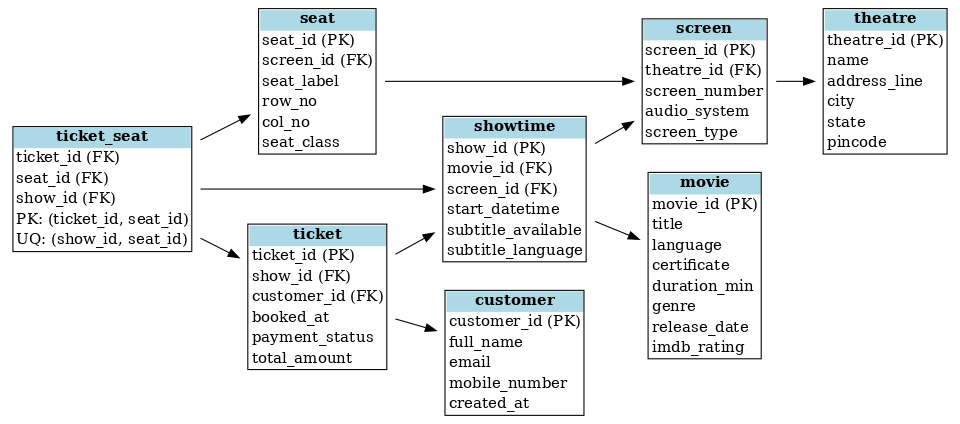 ticket_seat
ticket_id (FK)
seat_id (FK)
show_id (FK)
PK: (ticket_id, seat_id)
UQ: (show_id, seat_id)
seat
seat_id (PK)
screen_id (FK)
seat_label
row_no
col_no
seat_class
ticket
ticket_id (PK)
show_id (FK)
customer_id (FK)
booked_at
payment_status
total_amount
showtime
show_id (PK)
movie_id (FK)
screen_id (FK)
start_datetime
subtitle_available
subtitle_language
customer
customer_id (PK)
full_name
email
mobile_number
created_at
screen
screen_id (PK)
theatre_id (FK)
screen_number
audio_system
screen_type
movie
movie_id (PK)
title
language
certificate
duration_min
genre
release_date
imdb_rating
theatre
theatre_id (PK)
name
address_line
city
state
pincode